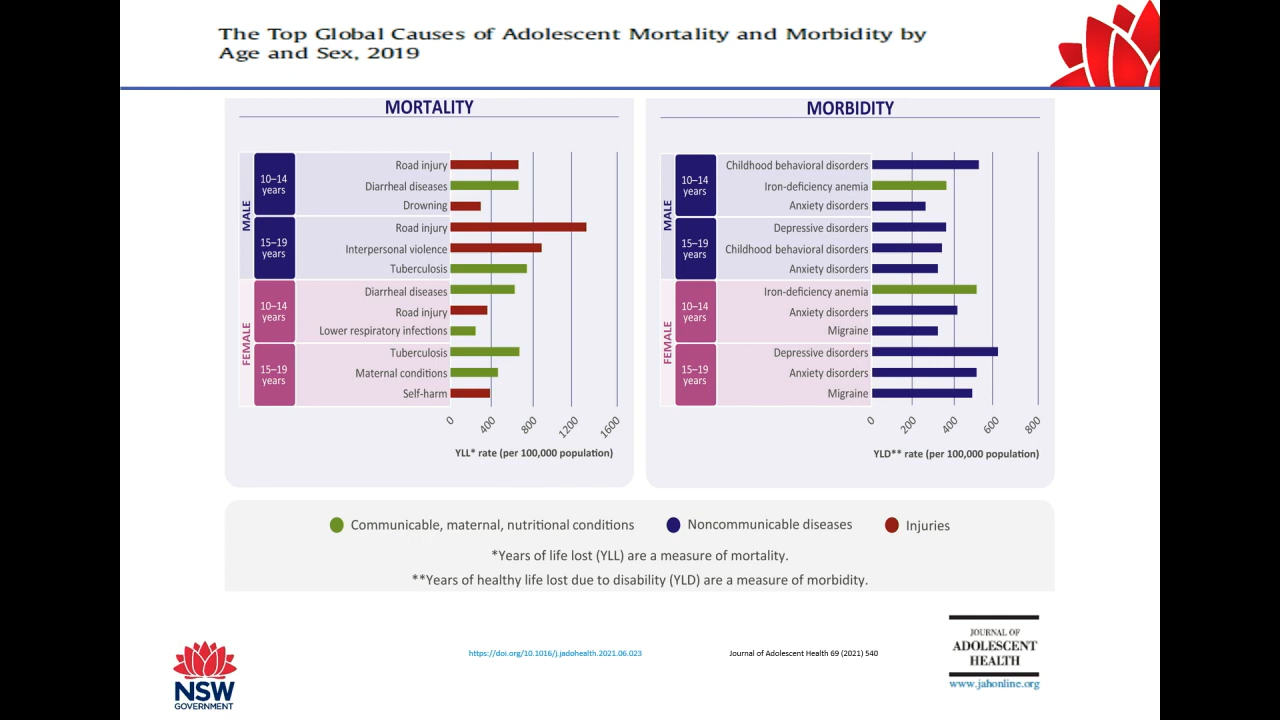 The Top Global Causes of Adolescent Mortality and Morbidity by
Age and Sex, 2019
MORTALITY
MALE
10–14
years
Road injury
Diarrheal diseases
Drowning
15–19
years
Road injury
Interpersonal violence
Tuberculosis
FEMALE
10–14
years
Diarrheal diseases
Road injury
Lower respiratory infections
15–19
years
Tuberculosis
Maternal conditions
Self-harm
0 400 800 1200 1600
YLL* rate (per 100,000 population)
MORBIDITY
MALE
10–14
years
Childhood behavioral disorders
Iron-deficiency anemia
Anxiety disorders
15–19
years
Depressive disorders
Childhood behavioral disorders
Anxiety disorders
FEMALE
10–14
years
Iron-deficiency anemia
Anxiety disorders
Migraine
15–19
years
Depressive disorders
Anxiety disorders
Migraine
0 200 400 600 800
YLD** rate (per 100,000 population)
Communicable, maternal, nutritional conditions Noncommunicable diseases Injuries
*Years of life lost (YLL) are a measure of mortality.
**Years of healthy life lost due to disability (YLD) are a measure of morbidity.
NSW
GOVERNMENT
https://doi.org/10.1016/j.jadohealth.2021.06.023
Journal of Adolescent Health 69 (2021) 540
JOURNAL OF
ADOLESCENT
HEALTH
www.jahonline.org